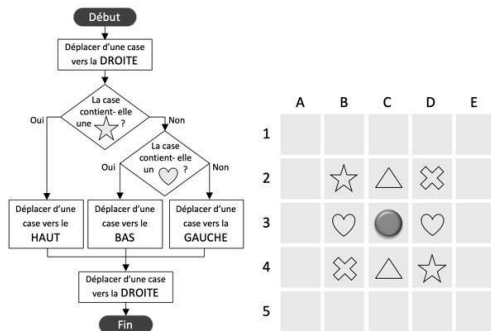 Début
Déplacer d'une case
vers la DROITE
La case
contient- elle
une ?
Oui
Non
La case
contient- elle
un ?
Oui
Non
Déplacer d'une
case vers le
HAUT
Déplacer d'une
case vers le
BAS
Déplacer d'une
case vers la
GAUCHE
Déplacer d'une case
vers la DROITE
Fin
A B C D E
1
2
3
4
5